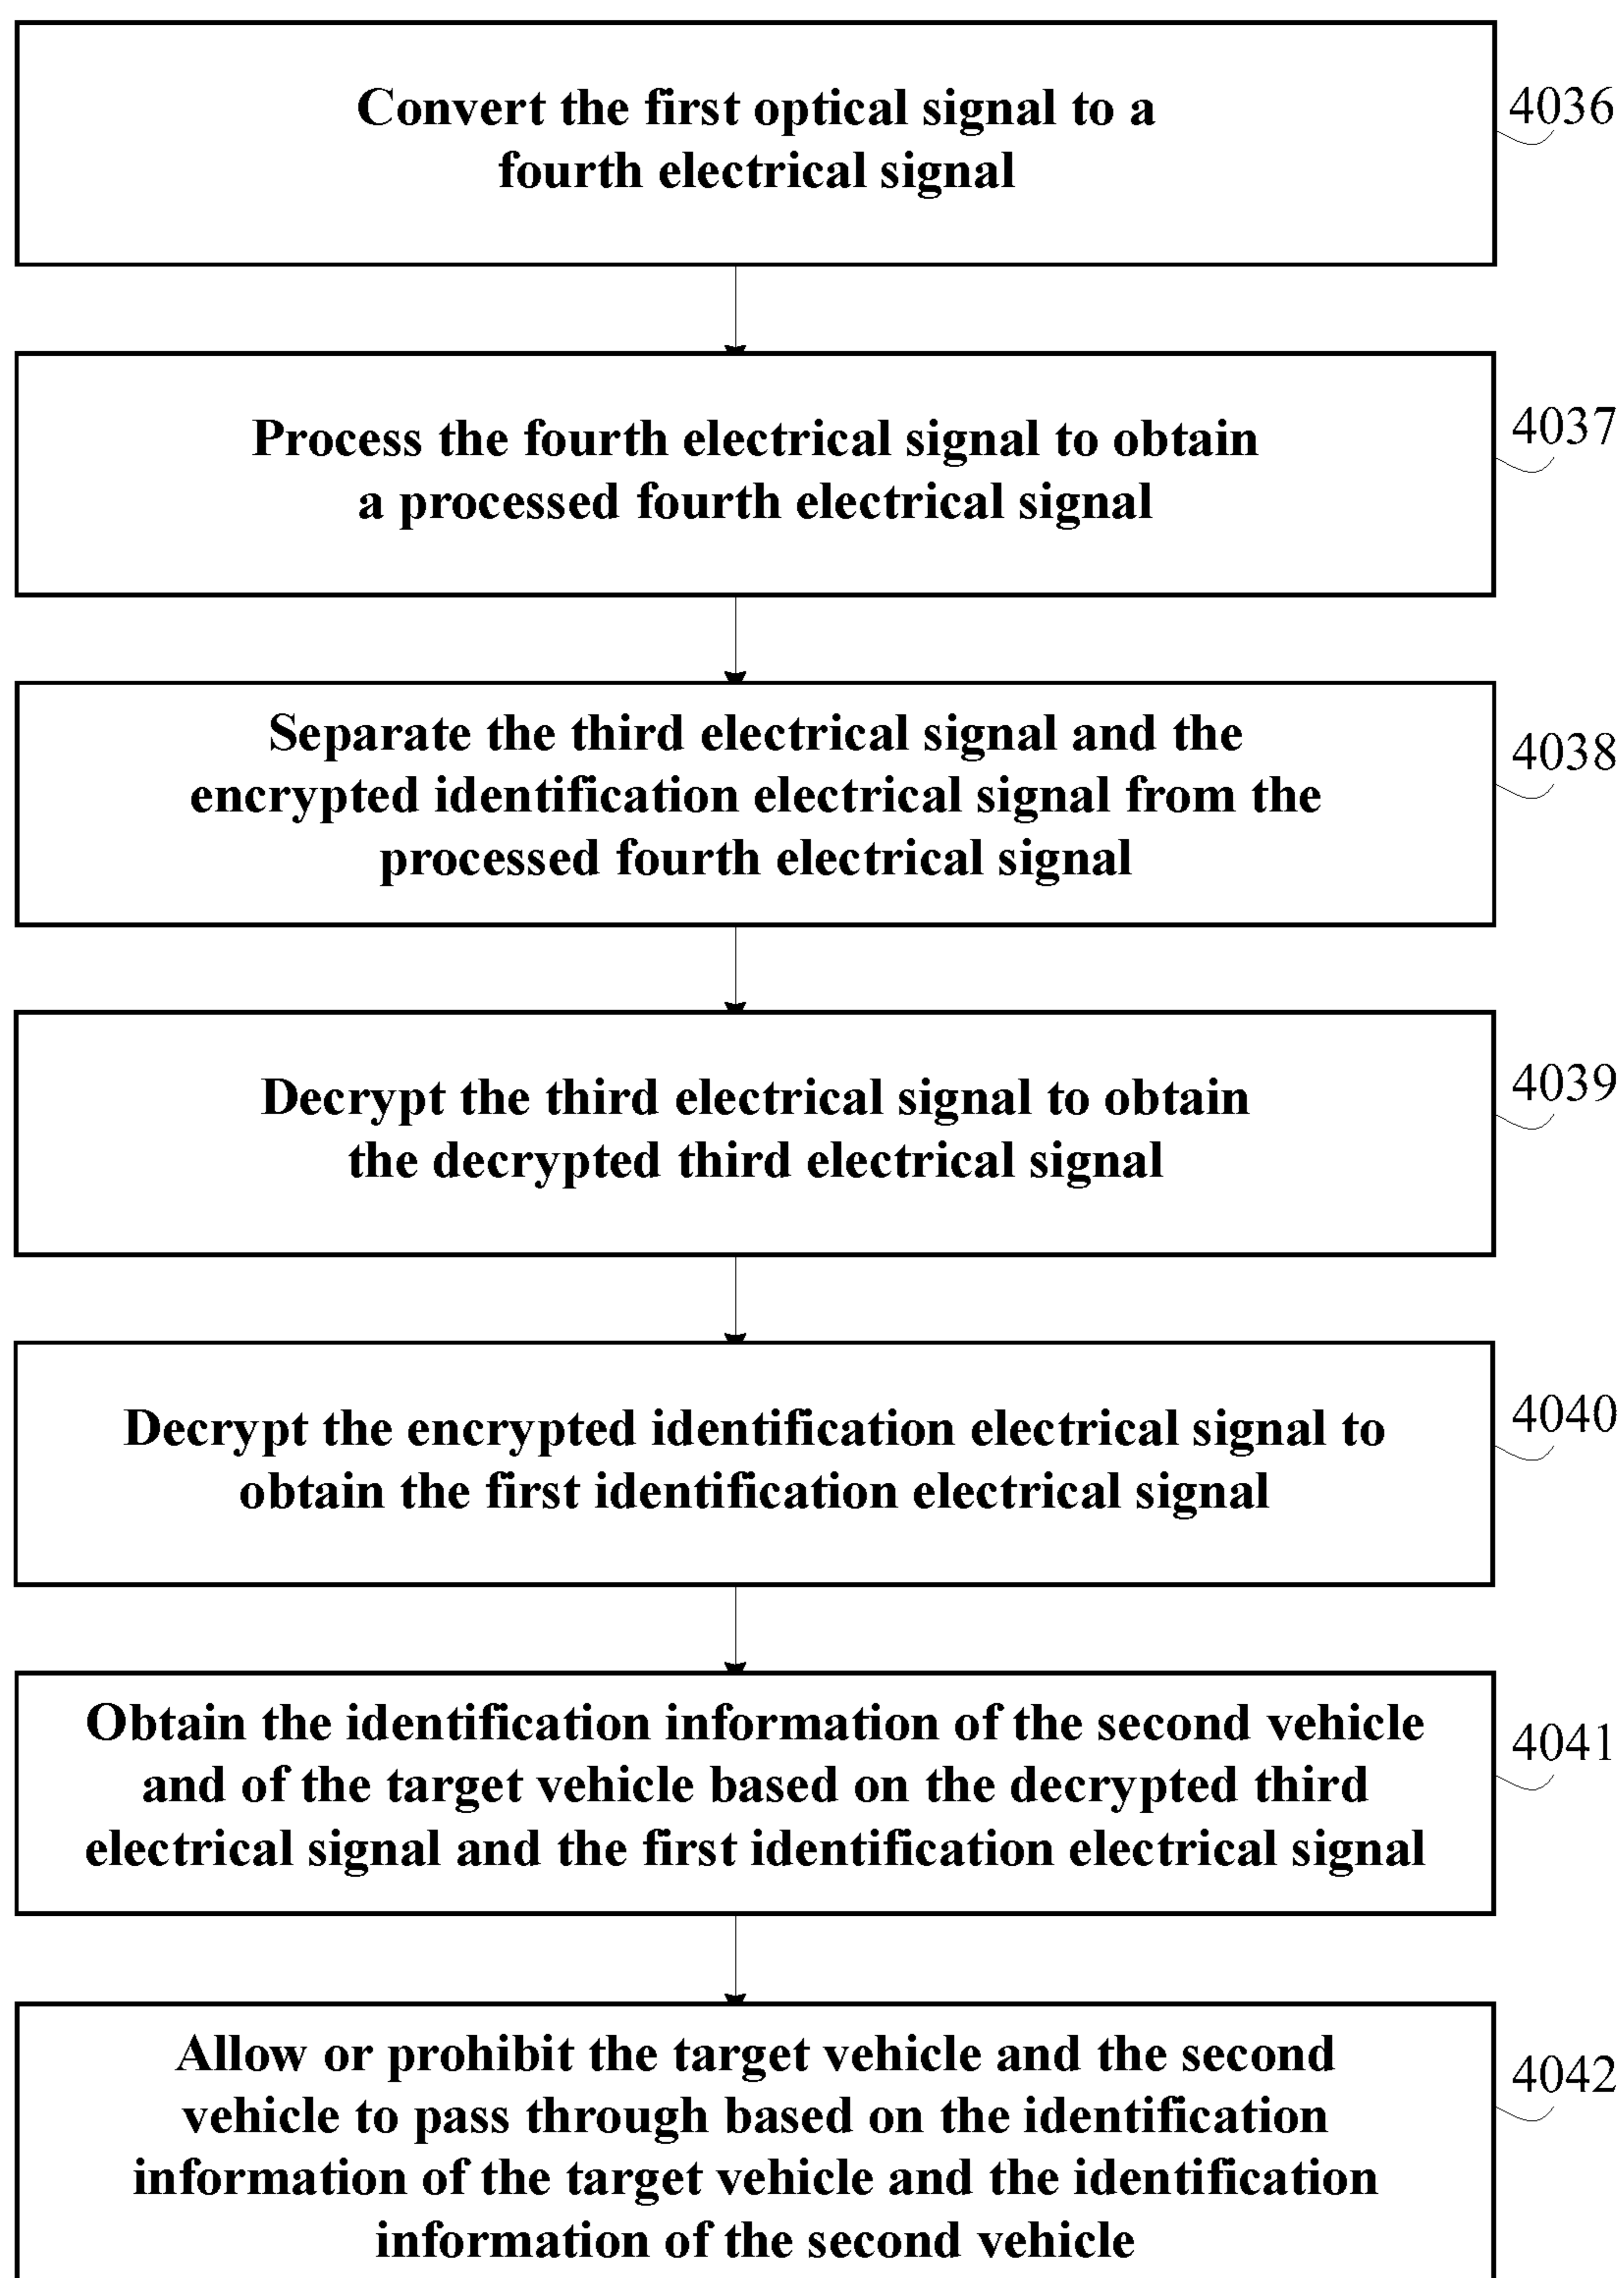 Convert the first optical signal to a
fourth electrical signal
4036
Process the fourth electrical signal to obtain
a processed fourth electrical signal
4037
Separate the third electrical signal and the
encrypted identification electrical signal from the
processed fourth electrical signal
4038
Decrypt the third electrical signal to obtain
the decrypted third electrical signal
4039
Decrypt the encrypted identification electrical signal to
obtain the first identification electrical signal
4040
Obtain the identification information of the second vehicle
and of the target vehicle based on the decrypted third
electrical signal and the first identification electrical signal
4041
Allow or prohibit the target vehicle and the second
vehicle to pass through based on the identification
information of the target vehicle and the identification
information of the second vehicle
4042